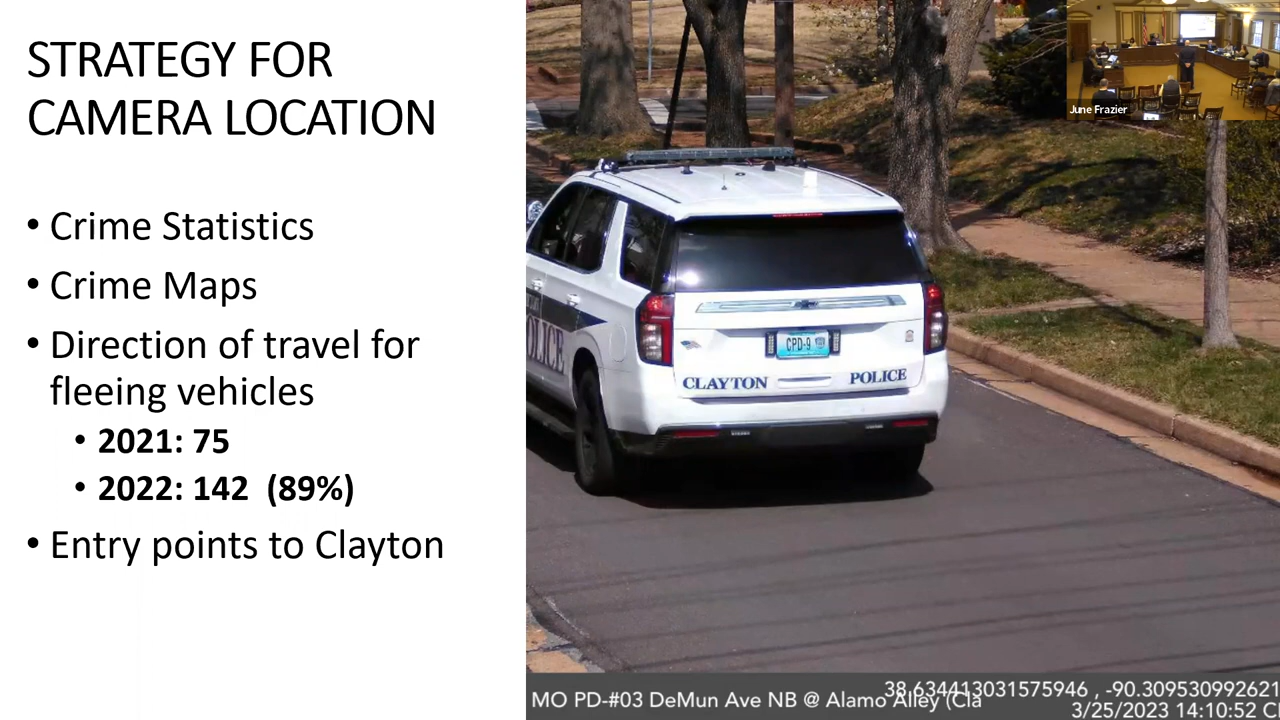 STRATEGY FOR
CAMERA LOCATION
• Crime Statistics
• Crime Maps
• Direction of travel for
fleeing vehicles
• 2021: 75
• 2022: 142 (89%)
• Entry points to Clayton
June Frazier
OLICE
CPD-9
CLAYTON POLICE
MO PD-#03 DeMun Ave NB @ Alamo Alley (Cla
38.634413031575946 , -90.309530992621
3/25/2023 14:10:52 C